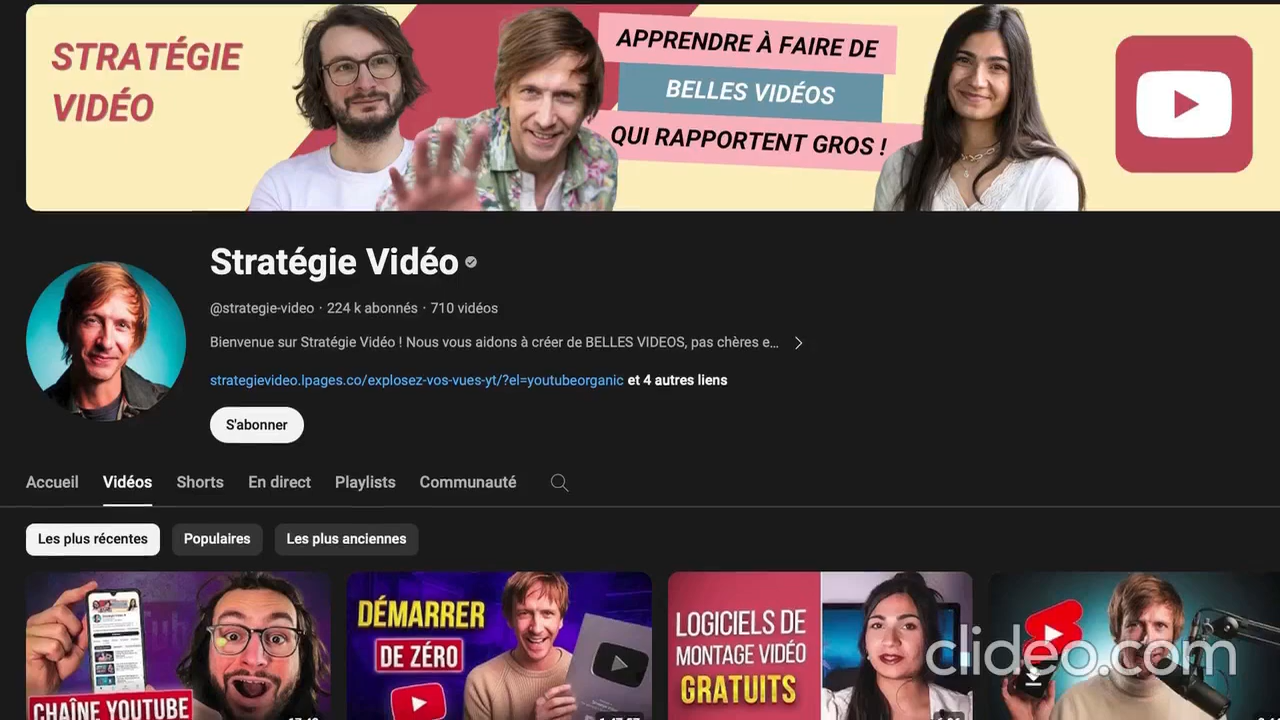 STRATÉGIE
VIDÉO
APPRENDRE À FAIRE DE
BELLES VIDÉOS
QUI RAPPORTENT GROS !
Stratégie Vidéo
@strategie-video · 224 k abonnés · 710 vidéos
Bienvenue sur Stratégie Vidéo ! Nous vous aidons à créer de BELLES VIDEOS, pas chères e...
strategievideo.lpages.co/explosez-vos-vues-yt/?el=youtubeorganic et 4 autres liens
S'abonner
Accueil Vidéos Shorts En direct Playlists Communauté
Les plus récentes Populaires Les plus anciennes
CHAÎNE YOUTUBE
DÉMARRER
DE ZÉRO
LOGICIELS DE
MONTAGE VIDÉO
GRATUITS
clideo.com